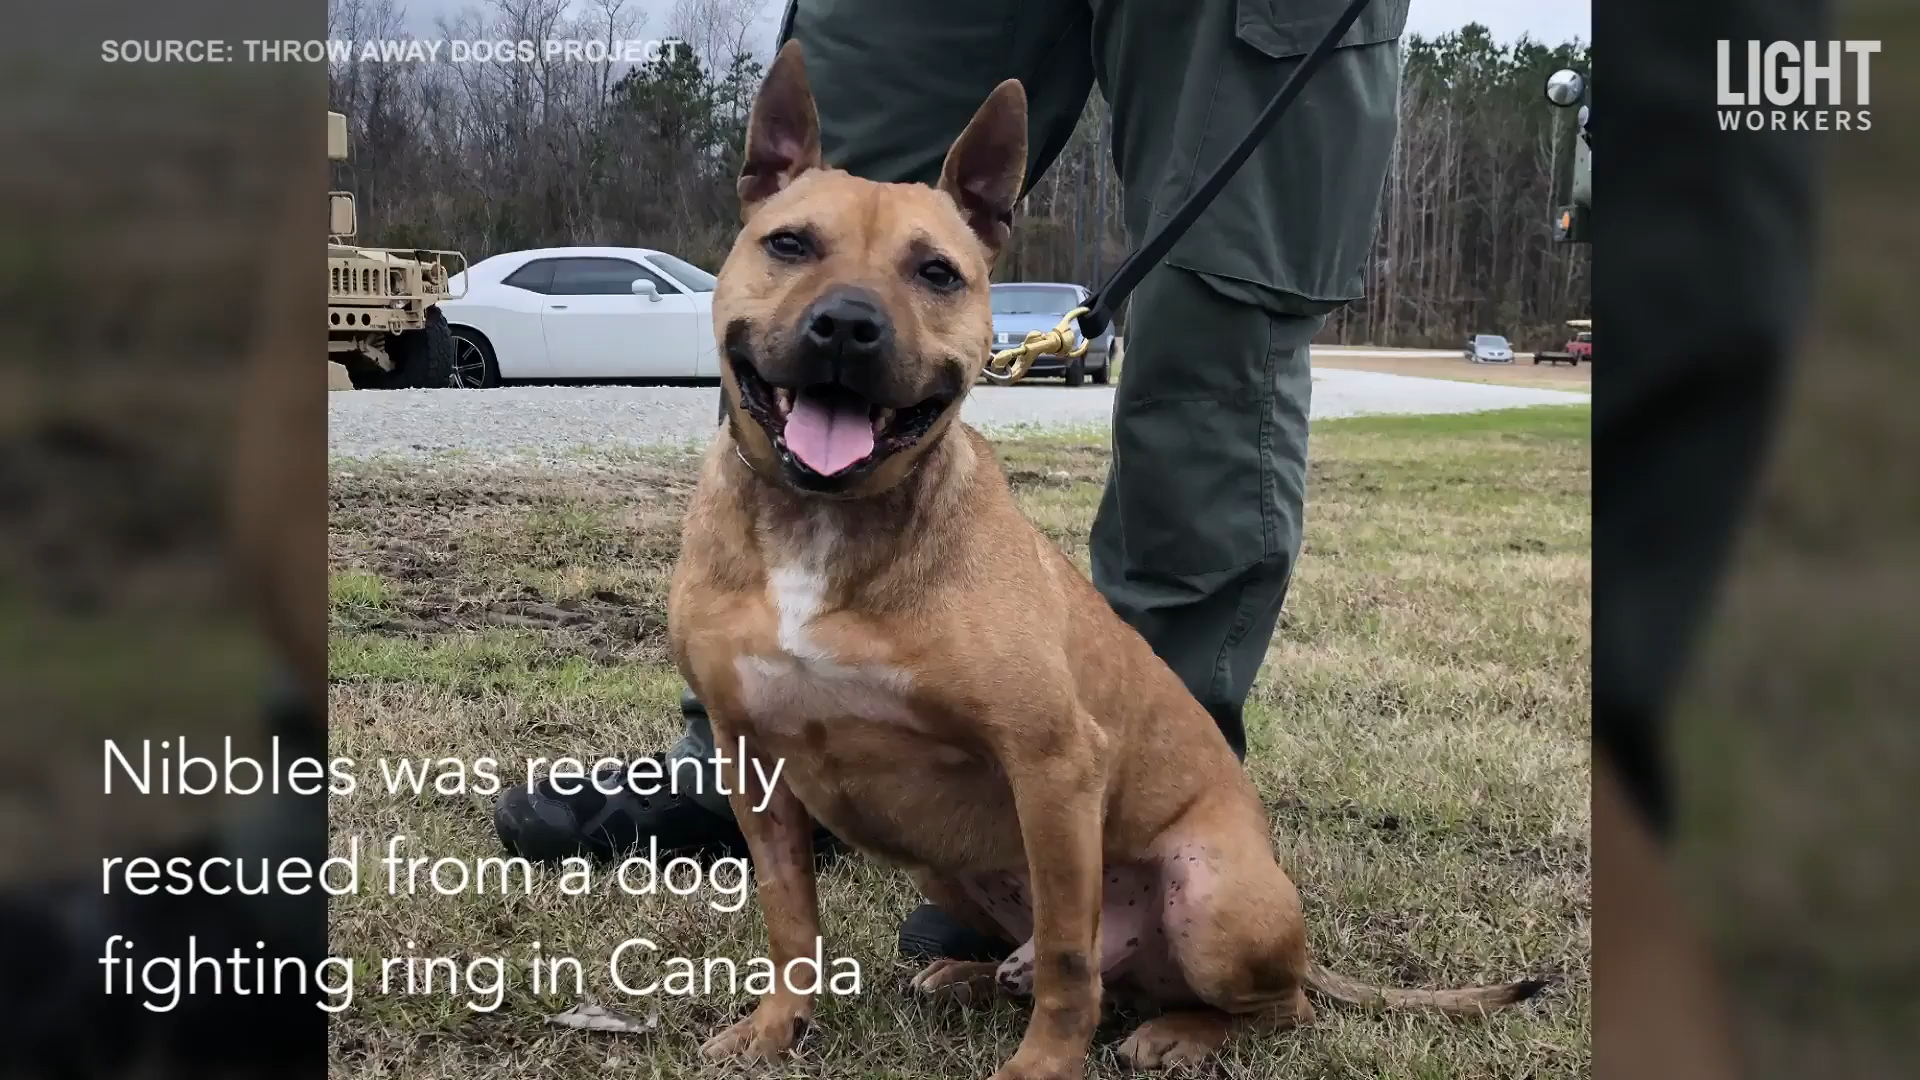 SOURCE: THROW AWAY DOGS PROJECT
LIGHT
WORKERS
Nibbles was recently
rescued from a dog
fighting ring in Canada